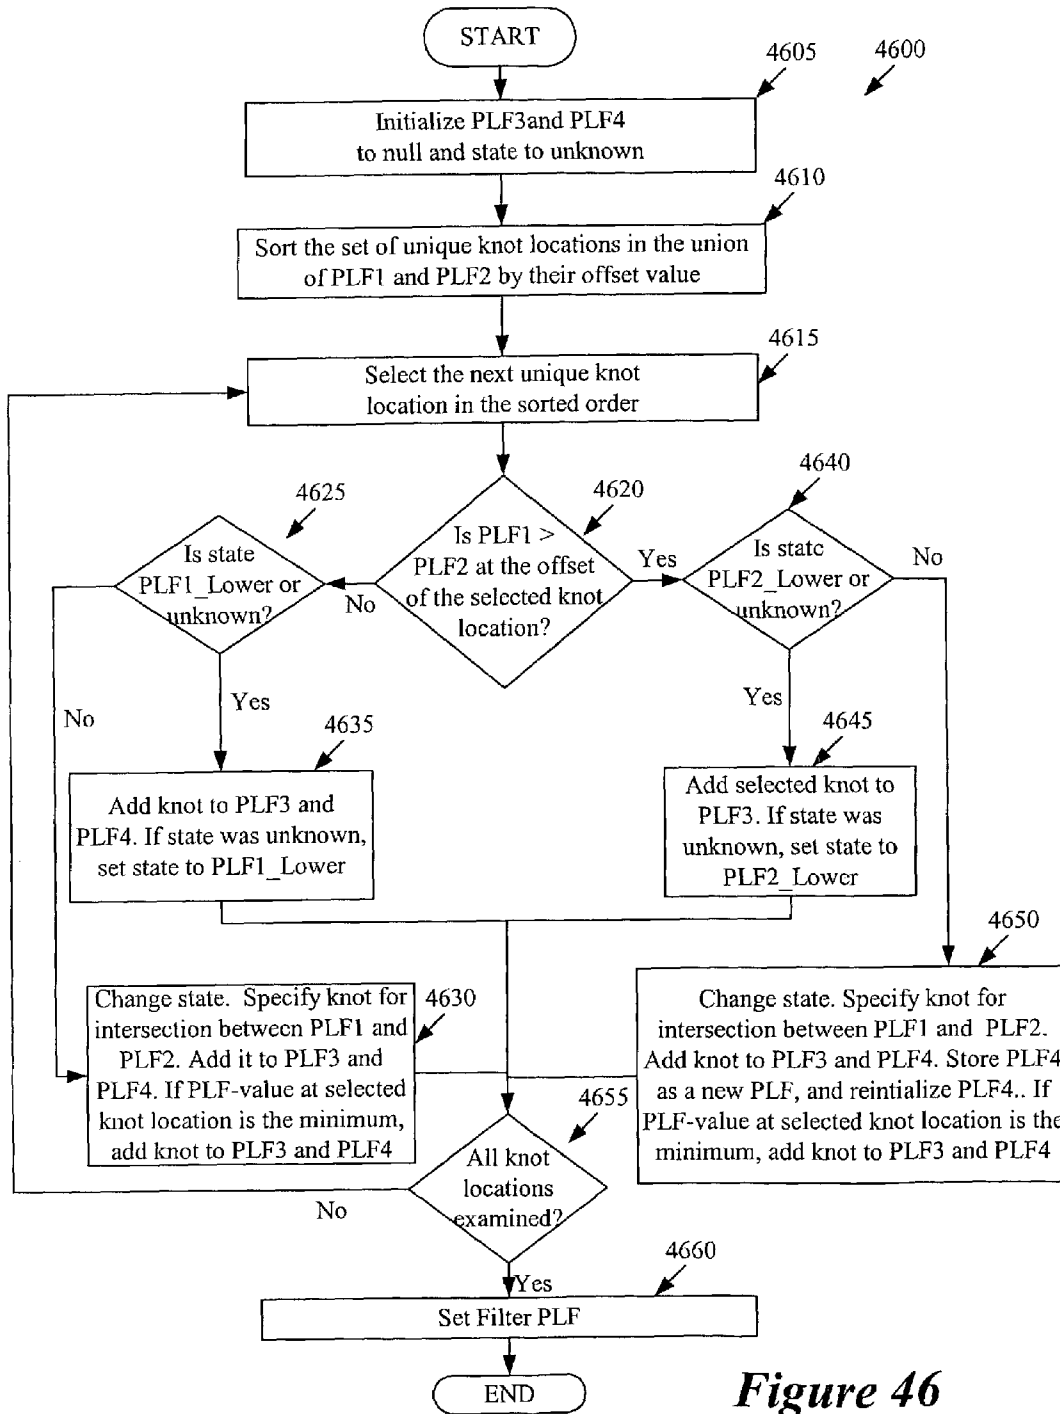 START
4600
4605
Initialize PLF3and PLF4
to null and state to unknown
4610
Sort the set of unique knot locations in the union
of PLF1 and PLF2 by their offset value
4615
Select the next unique knot
location in the sorted order
4620
Is PLF1 >
PLF2 at the offset
of the selected knot
location?
No
Yes
4625
Is state
PLF1_Lower or
unknown?
No
Yes
4640
Is state
PLF2_Lower or
unknown?
No
Yes
4635
Add knot to PLF3 and
PLF4. If state was unknown,
set state to PLF1_Lower
4645
Add selected knot to
PLF3. If state was
unknown, set state to
PLF2_Lower
4630
Change state. Specify knot for
intersection between PLF1 and
PLF2. Add it to PLF3 and
PLF4. If PLF-value at selected
knot location is the minimum,
add knot to PLF3 and PLF4
4650
Change state. Specify knot for
intersection between PLF1 and PLF2.
Add knot to PLF3 and PLF4. Store PLF4
as a new PLF, and reintialize PLF4.. If
PLF-value at selected knot location is the
minimum, add knot to PLF3 and PLF4
4655
All knot
locations
examined?
No
Yes
4660
Set Filter PLF
END
Figure 46